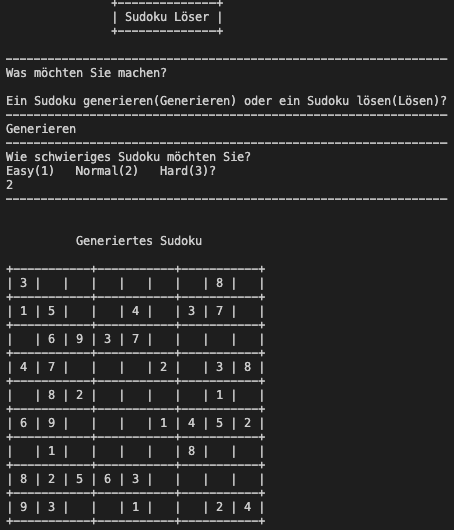 | Sudoku Löser |
Was möchten Sie machen?
Ein Sudoku generieren(Generieren) oder ein Sudoku lösen(Lösen)?
Generieren
Wie schwieriges Sudoku möchten Sie?
Easy(1)   Normal(2)   Hard(3)?
2
Generiertes Sudoku
| 3 |   |   |   |   |   |   | 8 |   |
| 1 | 5 |   |   | 4 |   | 3 | 7 |   |
|   | 6 | 9 | 3 | 7 |   |   |   |   |
| 4 | 7 |   |   |   | 2 |   | 3 | 8 |
|   | 8 | 2 |   |   |   |   | 1 |   |
| 6 | 9 |   |   |   | 1 | 4 | 5 | 2 |
|   | 1 |   |   |   |   | 8 |   |   |
| 8 | 2 | 5 | 6 | 3 |   |   |   |   |
| 9 | 3 |   |   | 1 |   |   | 2 | 4 |